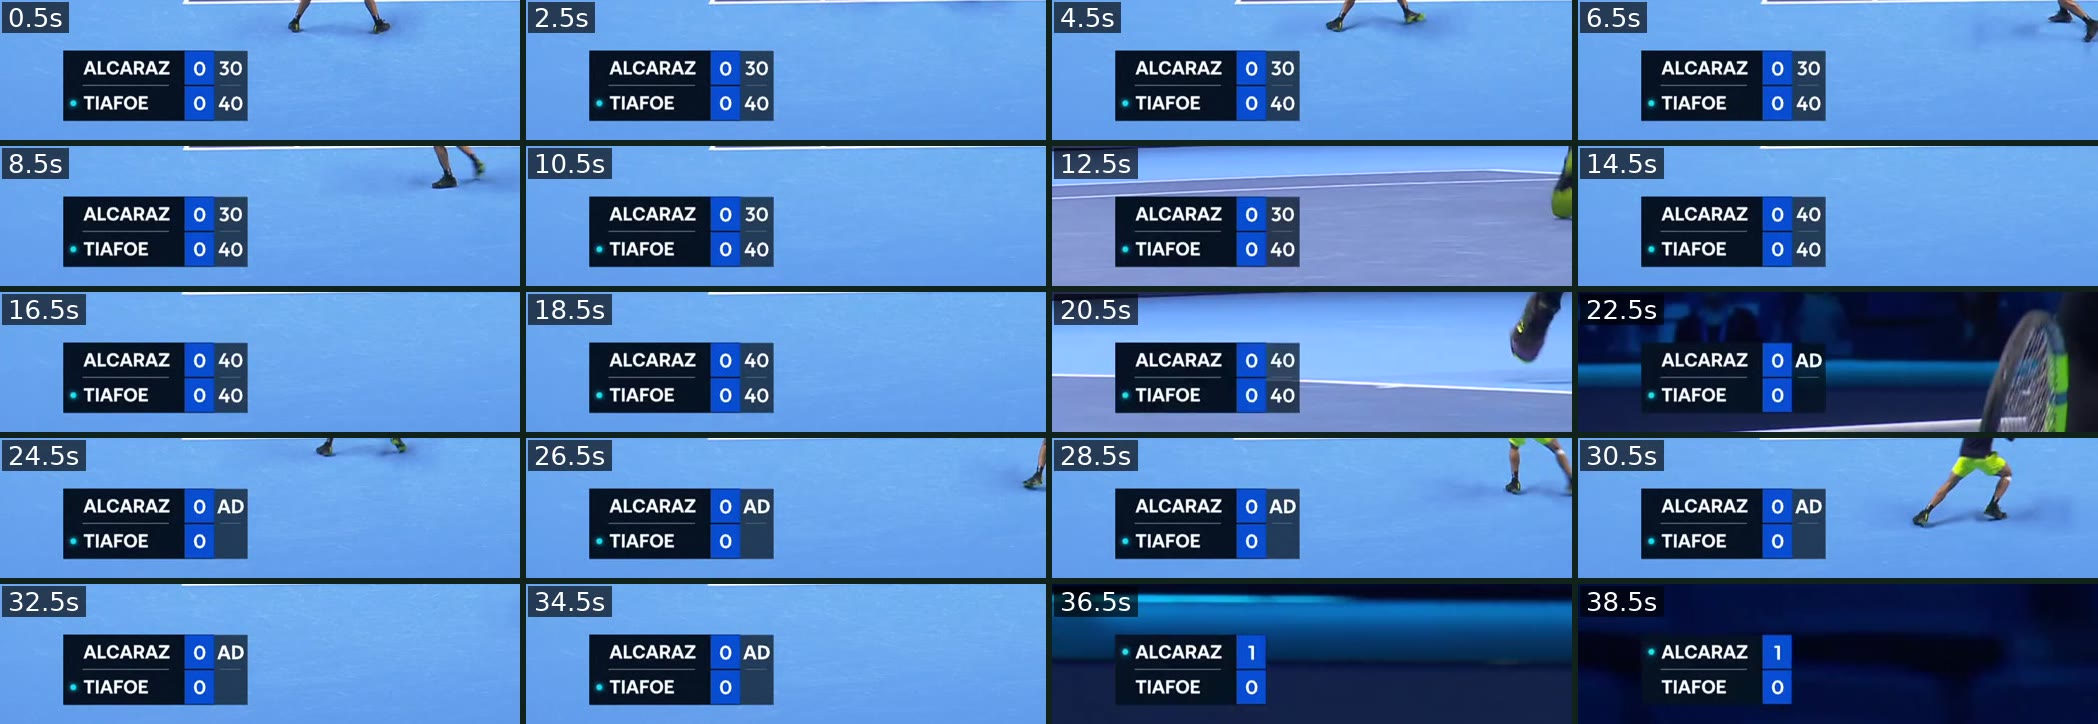 0.5s
ALCARAZ 0 30
TIAFOE 0 40
2.5s
ALCARAZ 0 30
TIAFOE 0 40
4.5s
ALCARAZ 0 30
TIAFOE 0 40
6.5s
ALCARAZ 0 30
TIAFOE 0 40
8.5s
ALCARAZ 0 30
TIAFOE 0 40
10.5s
ALCARAZ 0 30
TIAFOE 0 40
12.5s
ALCARAZ 0 30
TIAFOE 0 40
14.5s
ALCARAZ 0 40
TIAFOE 0 40
16.5s
ALCARAZ 0 40
TIAFOE 0 40
18.5s
ALCARAZ 0 40
TIAFOE 0 40
20.5s
ALCARAZ 0 40
TIAFOE 0 40
22.5s
ALCARAZ 0 AD
TIAFOE 0
24.5s
ALCARAZ 0 AD
TIAFOE 0
26.5s
ALCARAZ 0 AD
TIAFOE 0
28.5s
ALCARAZ 0 AD
TIAFOE 0
30.5s
ALCARAZ 0 AD
TIAFOE 0
32.5s
ALCARAZ 0 AD
TIAFOE 0
34.5s
ALCARAZ 0 AD
TIAFOE 0
36.5s
ALCARAZ 1
TIAFOE 0
38.5s
ALCARAZ 1
TIAFOE 0